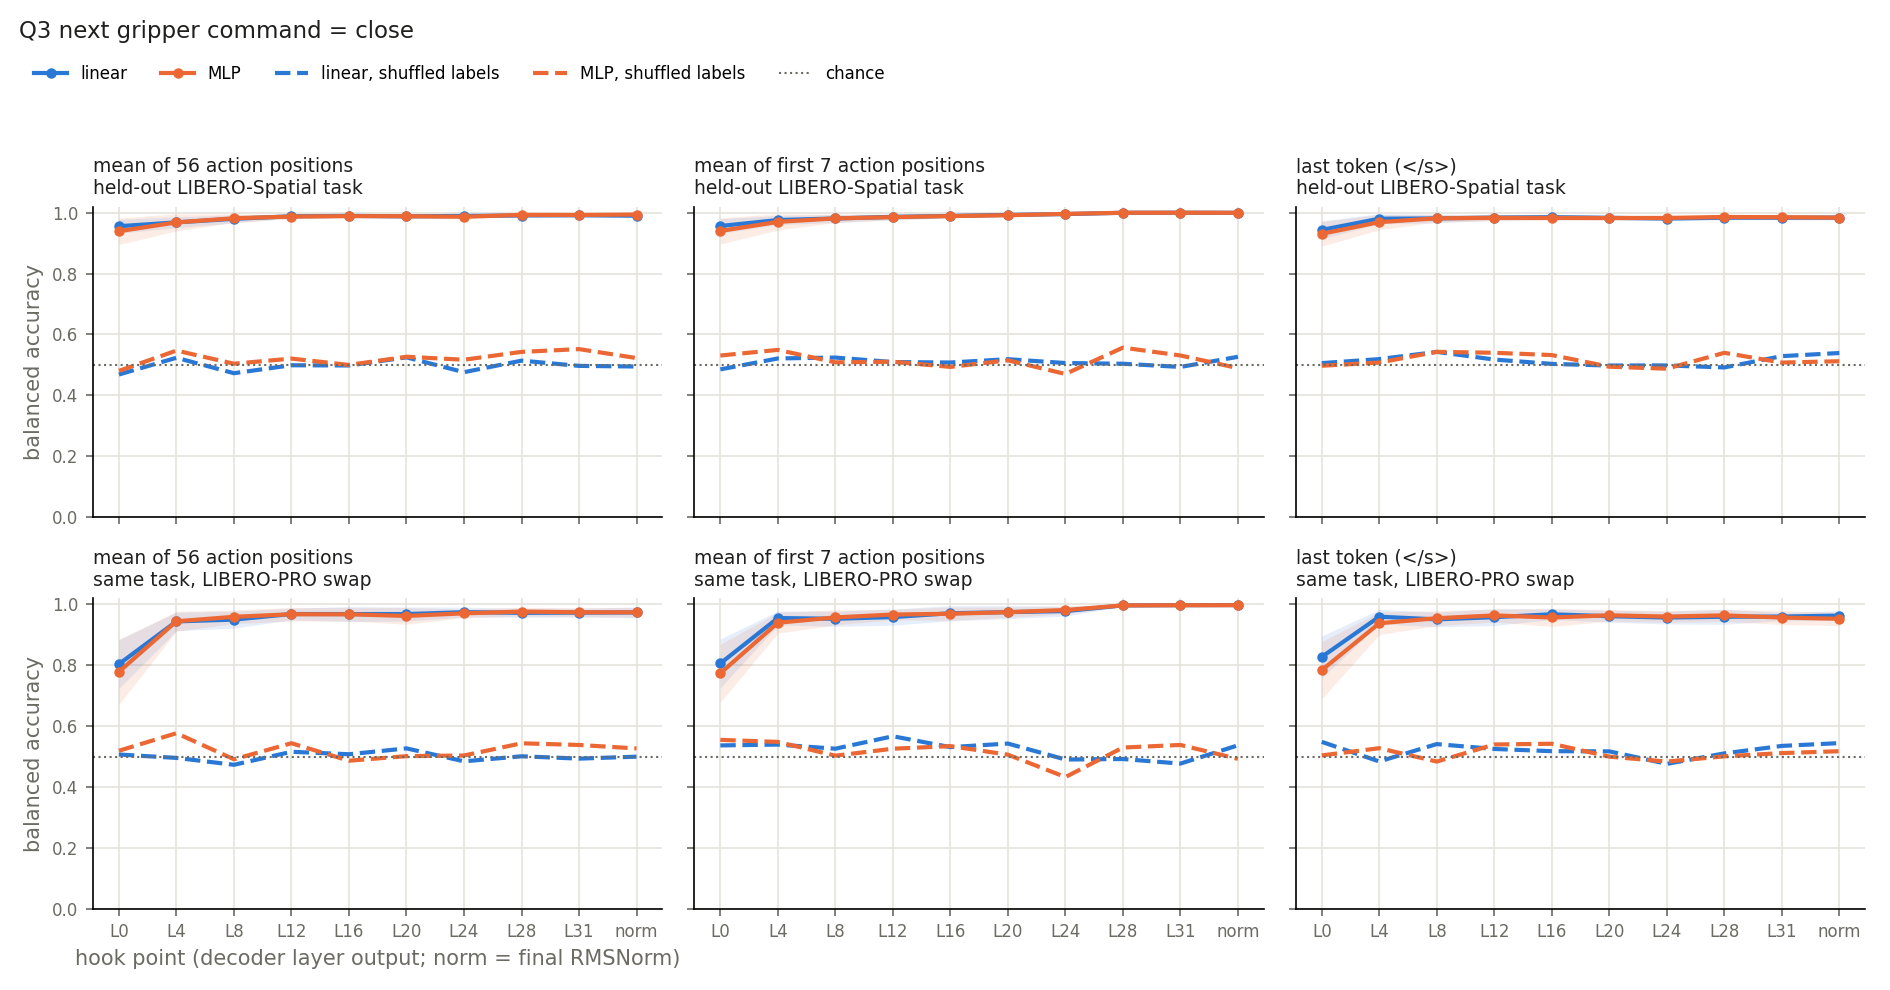 Q3 next gripper command = close
linear
MLP
linear, shuffled labels
MLP, shuffled labels
chance
mean of 56 action positions
held-out LIBERO-Spatial task
mean of first 7 action positions
held-out LIBERO-Spatial task
last token (</s>)
held-out LIBERO-Spatial task
balanced accuracy
1.0
0.8
0.6
0.4
0.2
0.0
mean of 56 action positions
same task, LIBERO-PRO swap
mean of first 7 action positions
same task, LIBERO-PRO swap
last token (</s>)
same task, LIBERO-PRO swap
balanced accuracy
1.0
0.8
0.6
0.4
0.2
0.0
L0 L4 L8 L12 L16 L20 L24 L28 L31 norm
L0 L4 L8 L12 L16 L20 L24 L28 L31 norm
L0 L4 L8 L12 L16 L20 L24 L28 L31 norm
hook point (decoder layer output; norm = final RMSNorm)